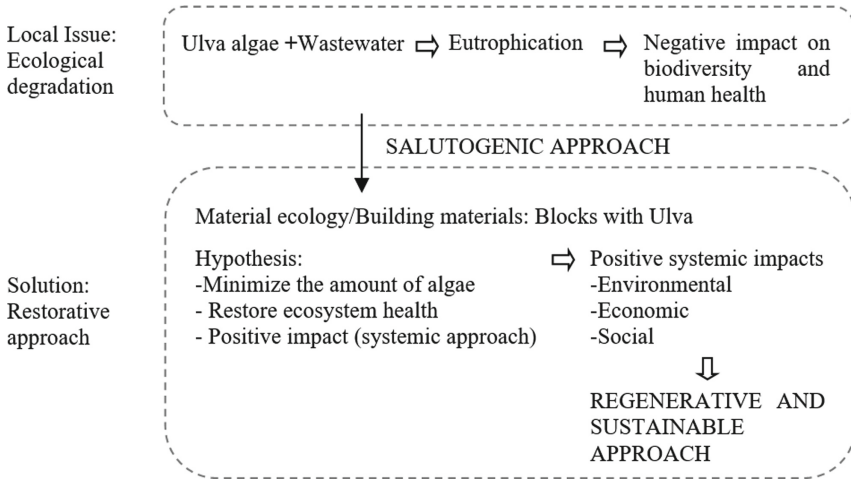 Local Issue:
Ecological
degradation
Ulva algae +Wastewater ⇨ Eutrophication ⇨ Negative impact on
biodiversity and
human health
SALUTOGENIC APPROACH
Solution:
Restorative
approach
Material ecology/Building materials: Blocks with Ulva
Hypothesis:
-Minimize the amount of algae
- Restore ecosystem health
- Positive impact (systemic approach)
⇨ Positive systemic impacts
-Environmental
-Economic
-Social
REGENERATIVE AND
SUSTAINABLE
APPROACH